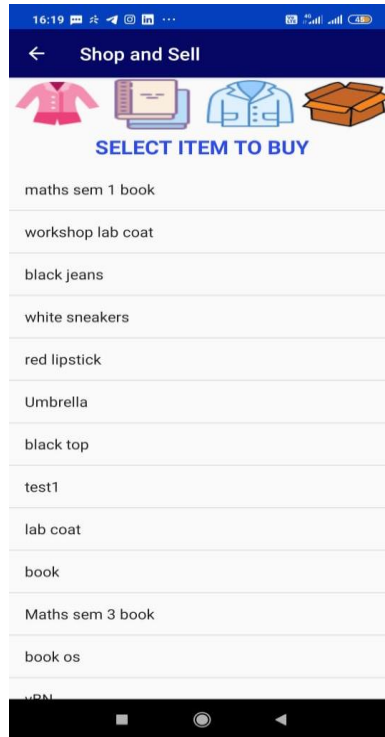 16:19
Shop and Sell
SELECT ITEM TO BUY
maths sem 1 book
workshop lab coat
black jeans
white sneakers
red lipstick
Umbrella
black top
test1
lab coat
book
Maths sem 3 book
book os